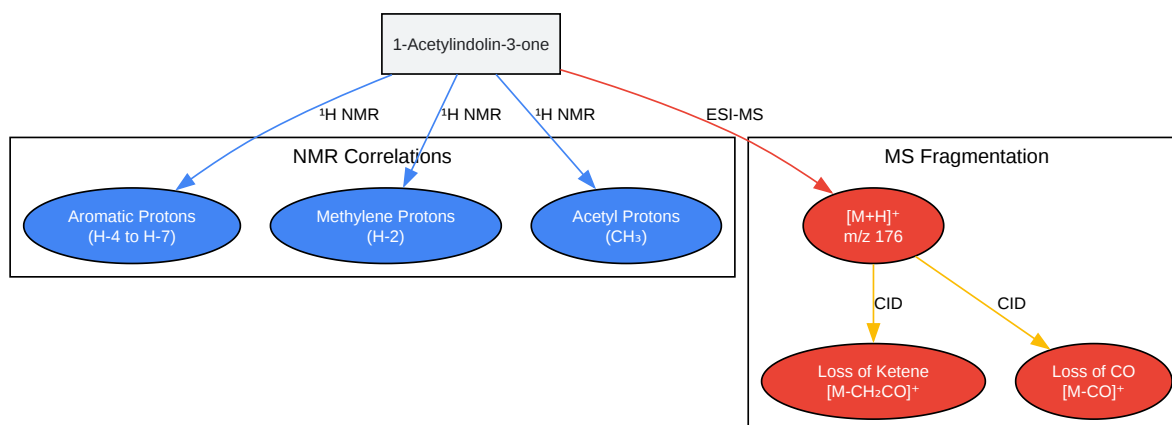 1-Acetylindolin-3-one
¹H NMR
¹H NMR
¹H NMR
ESI-MS
NMR Correlations
MS Fragmentation
Aromatic Protons
(H-4 to H-7)
Methylene Protons
(H-2)
Acetyl Protons
(CH₃)
[M+H]⁺
m/z 176
CID
CID
Loss of Ketene
[M-CH₂CO]⁺
Loss of CO
[M-CO]⁺